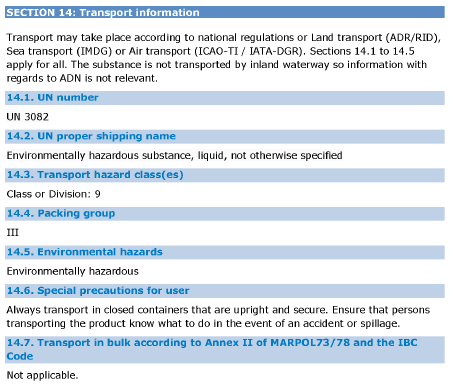 SECTION 14: Transport information
Transport may take place according to national regulations or Land transport (ADR/RID),
Sea transport (IMDG) or Air transport (ICAO-TI / IATA-DGR). Sections 14.1 to 14.5
apply for all. The substance is not transported by inland waterway so information with
regards to ADN is not relevant.
14.1. UN number
UN 3082
14.2. UN proper shipping name
Environmentally hazardous substance, liquid, not otherwise specified
14.3. Transport hazard class(es)
Class or Division: 9
14.4. Packing group
III
14.5. Environmental hazards
Environmentally hazardous
14.6. Special precautions for user
Always transport in closed containers that are upright and secure. Ensure that persons
transporting the product know what to do in the event of an accident or spillage.
14.7. Transport in bulk according to Annex II of MARPOL73/78 and the IBC
Code
Not applicable.